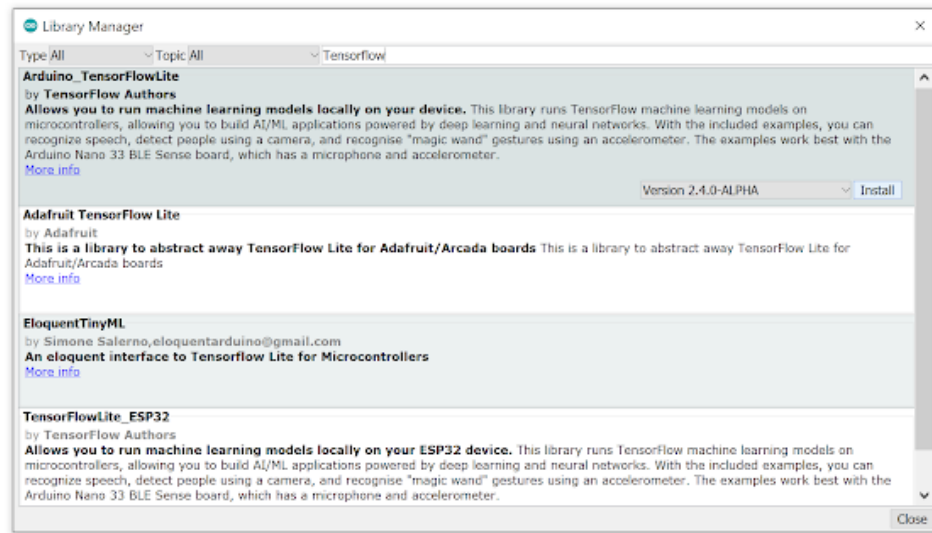 Library Manager
Type All Topic All Tensorflow
Arduino_TensorFlowLite
by TensorFlow Authors
Allows you to run machine learning models locally on your device. This library runs TensorFlow machine learning models on
microcontrollers, allowing you to build AI/ML applications powered by deep learning and neural networks. With the included examples, you can
recognize speech, detect people using a camera, and recognise "magic wand" gestures using an accelerometer. The examples work best with the
Arduino Nano 33 BLE Sense board, which has a microphone and accelerometer.
More info
Version 2.4.0-ALPHA Install
Adafruit TensorFlow Lite
by Adafruit
This is a library to abstract away TensorFlow Lite for Adafruit/Arcada boards This is a library to abstract away TensorFlow Lite for
Adafruit/Arcada boards
More info
EloquentTinyML
by Simone Salerno,eloquentarduino@gmail.com
An eloquent interface to Tensorflow Lite for Microcontrollers
More info
TensorFlowLite_ESP32
by TensorFlow Authors
Allows you to run machine learning models locally on your ESP32 device. This library runs TensorFlow machine learning models on
microcontrollers, allowing you to build AI/ML applications powered by deep learning and neural networks. With the included examples, you can
recognize speech, detect people using a camera, and recognise "magic wand" gestures using an accelerometer. The examples work best with the
Arduino Nano 33 BLE Sense board, which has a microphone and accelerometer.
Close